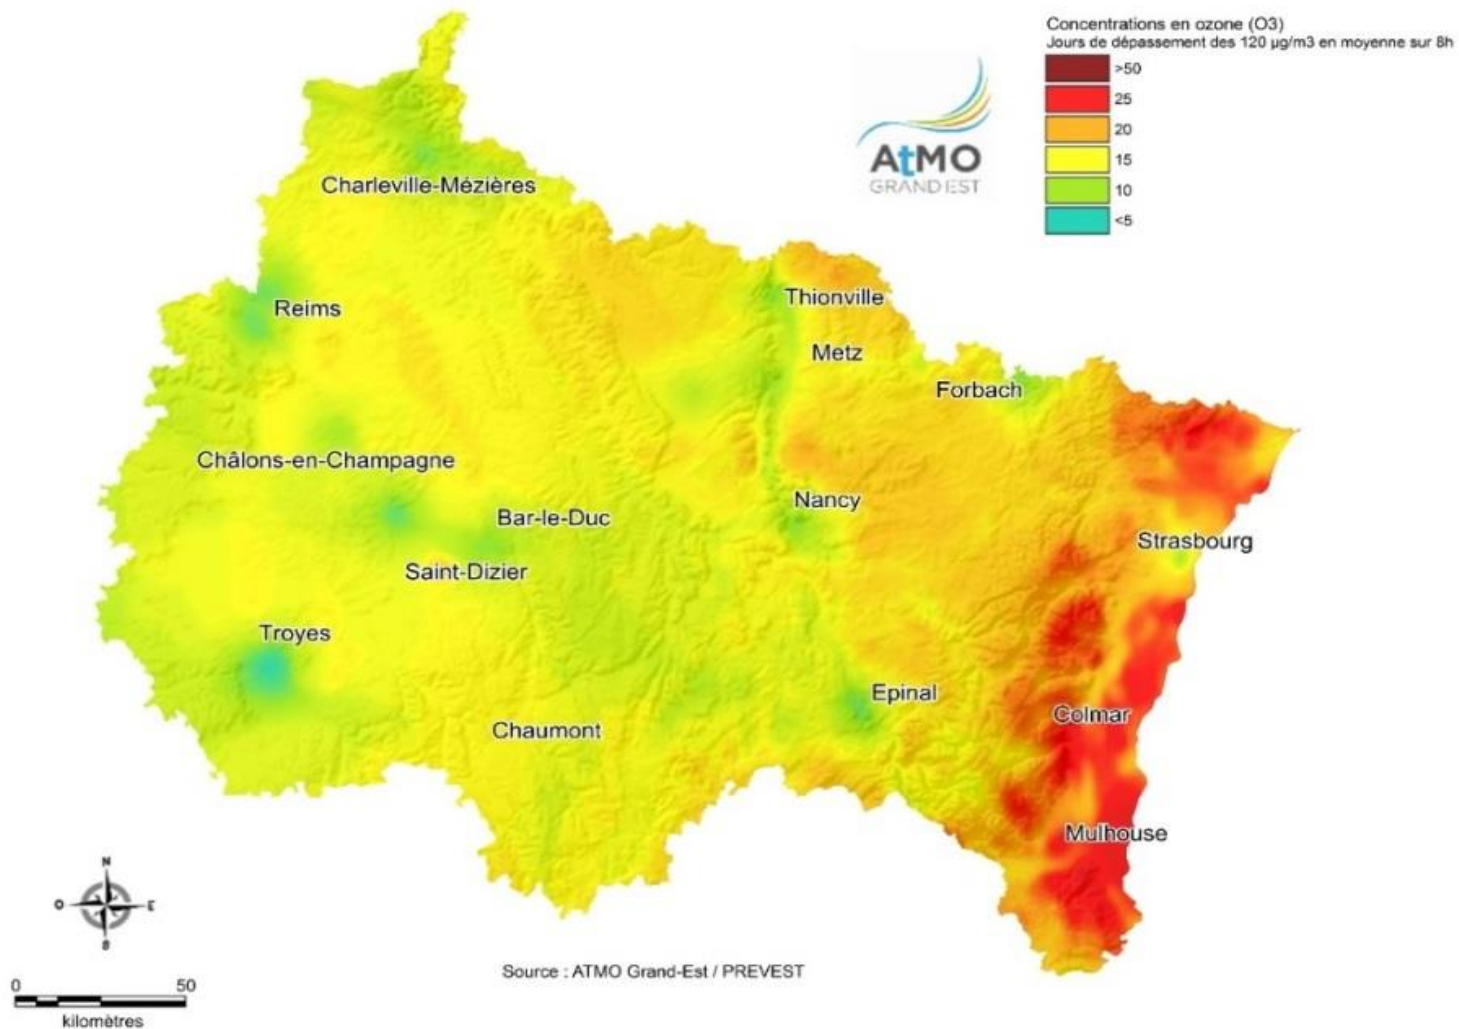 Concentrations en ozone (O3)
Jours de dépassement des 120 µg/m3 en moyenne sur 8h
>50
25
20
15
10
<5
AtMO
GRAND EST
Charleville-Mézières
Reims
Thionville
Metz
Forbach
Châlons-en-Champagne
Nancy
Bar-le-Duc
Strasbourg
Saint-Dizier
Troyes
Epinal
Colmar
Chaumont
Mulhouse
N
O E
S
Source : ATMO Grand-Est / PREVEST
0 50
kilomètres